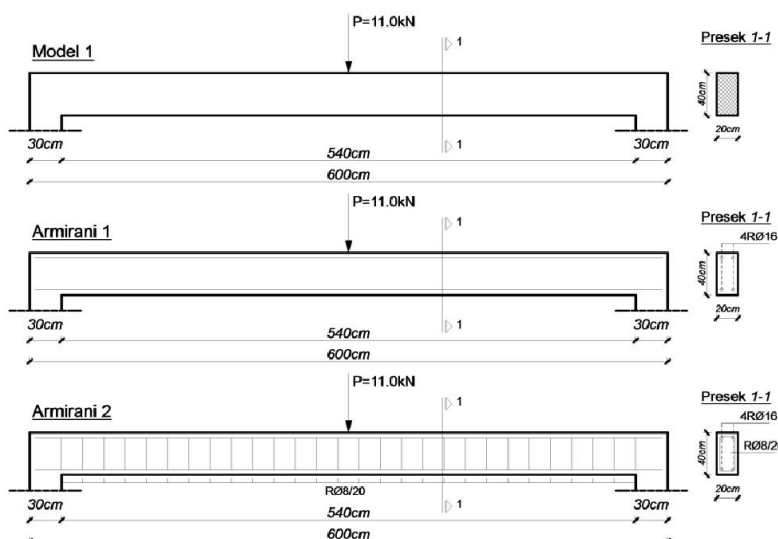 P=11.0kN
Model 1
1
Presek 1-1
40cm
20cm
1
30cm
540cm
30cm
600cm
P=11.0kN
Armirani 1
1
Presek 1-1
4RØ16
40cm
20cm
1
30cm
540cm
30cm
600cm
P=11.0kN
Armirani 2
1
Presek 1-1
4RØ16
RØ8/2
40cm
20cm
RØ8/20
1
30cm
540cm
30cm
600cm